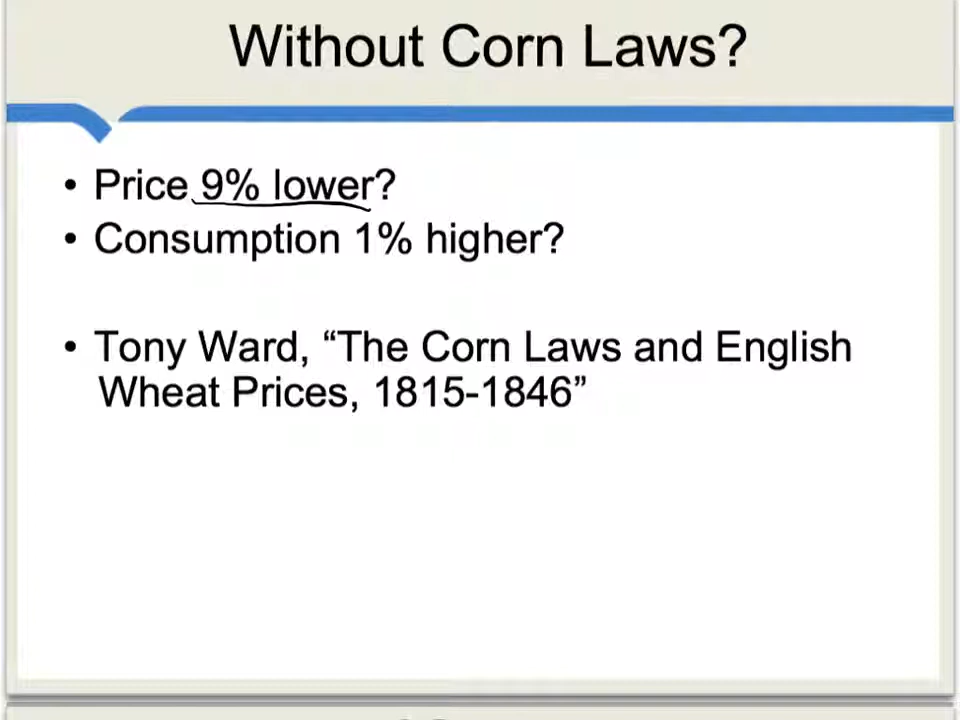 Without Corn Laws?
• Price 9% lower?
• Consumption 1% higher?
• Tony Ward, “The Corn Laws and English
Wheat Prices, 1815-1846”